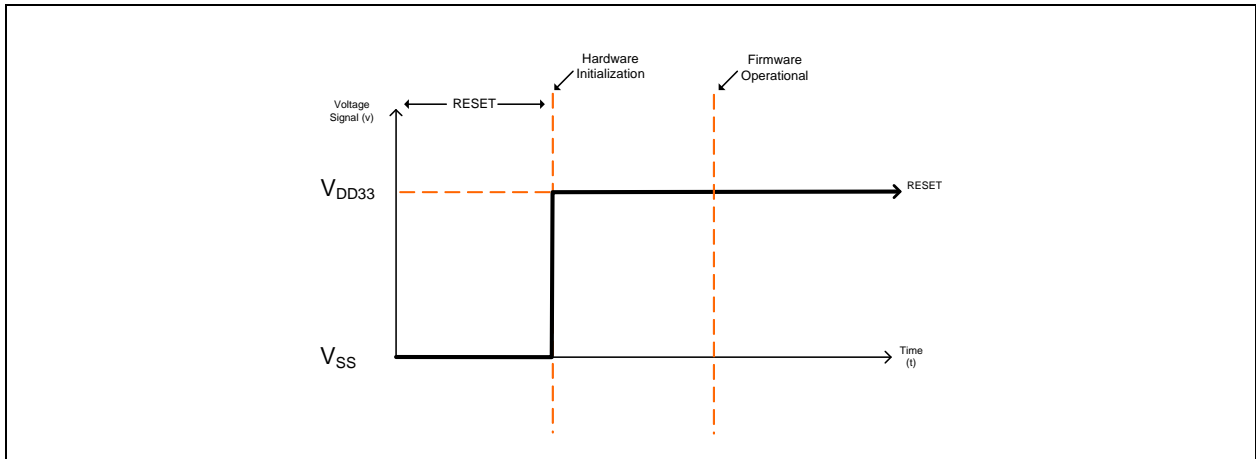 Hardware
Initialization
Firmware
Operational
RESET
Voltage
Signal (v)
VDD33
RESET
VSS
Time
(t)